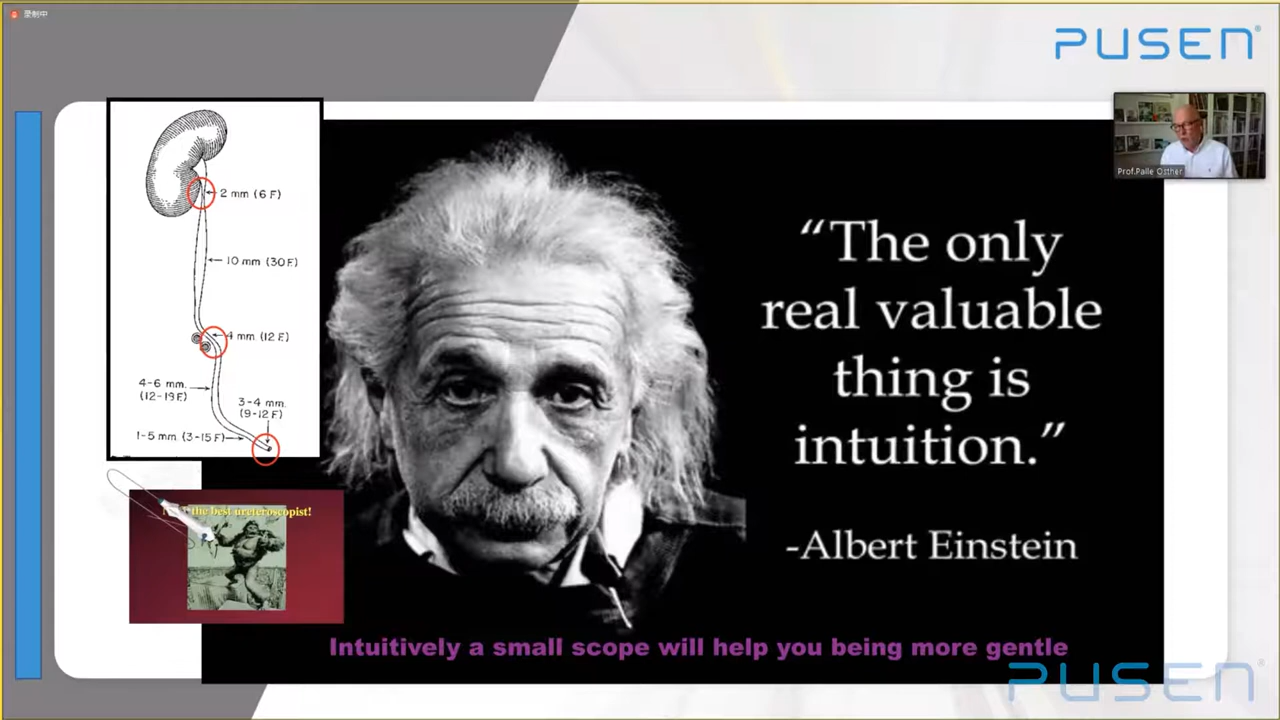 录制中
PUSEN
Prof.Palle Osther
2 mm (6 F)
10 mm (30 F.)
4 mm (12 F.)
4-6 mm.
(12-19 F.)
3-4 mm.
(9-12 F)
1-5 mm. (3-15 F)
“The only
real valuable
thing is
intuition.”
-Albert Einstein
the best ureteroscopist!
Intuitively a small scope will help you being more gentle
PUSEN